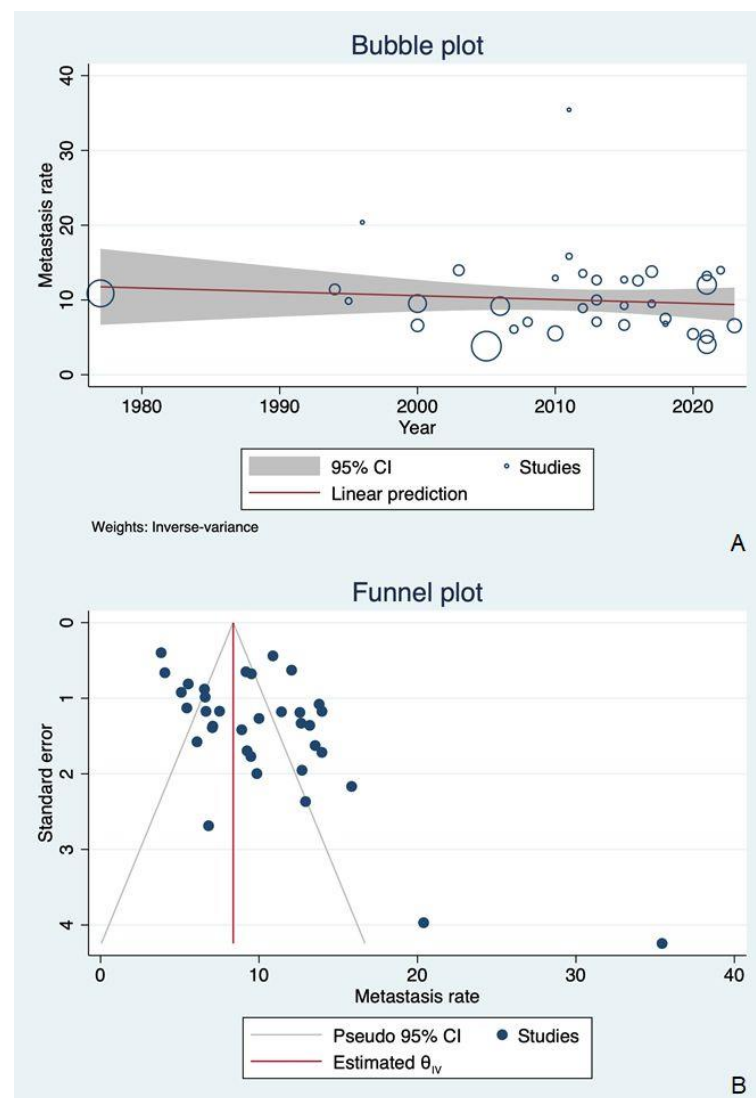 Bubble plot
40
30
20
10
0
Metastasis rate
1980 1990 2000 2010 2020
Year
95% CI Studies
Linear prediction
Weights: Inverse-variance
A
Funnel plot
0
1
2
3
4
Standard error
0 10 20 30 40
Metastasis rate
Pseudo 95% CI Studies
Estimated θIV
B